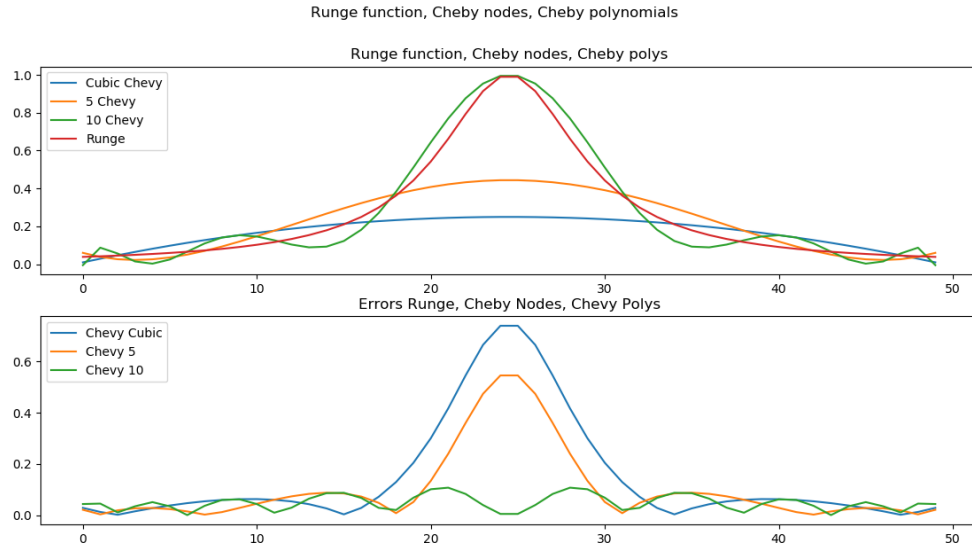 Runge function, Cheby nodes, Cheby polynomials
Runge function, Cheby nodes, Cheby polys
1.0
0.8
0.6
0.4
0.2
0.0
Cubic Chevy
5 Chevy
10 Chevy
Runge
0 10 20 30 40 50
Errors Runge, Cheby Nodes, Chevy Polys
0.6
0.4
0.2
0.0
Chevy Cubic
Chevy 5
Chevy 10
0 10 20 30 40 50